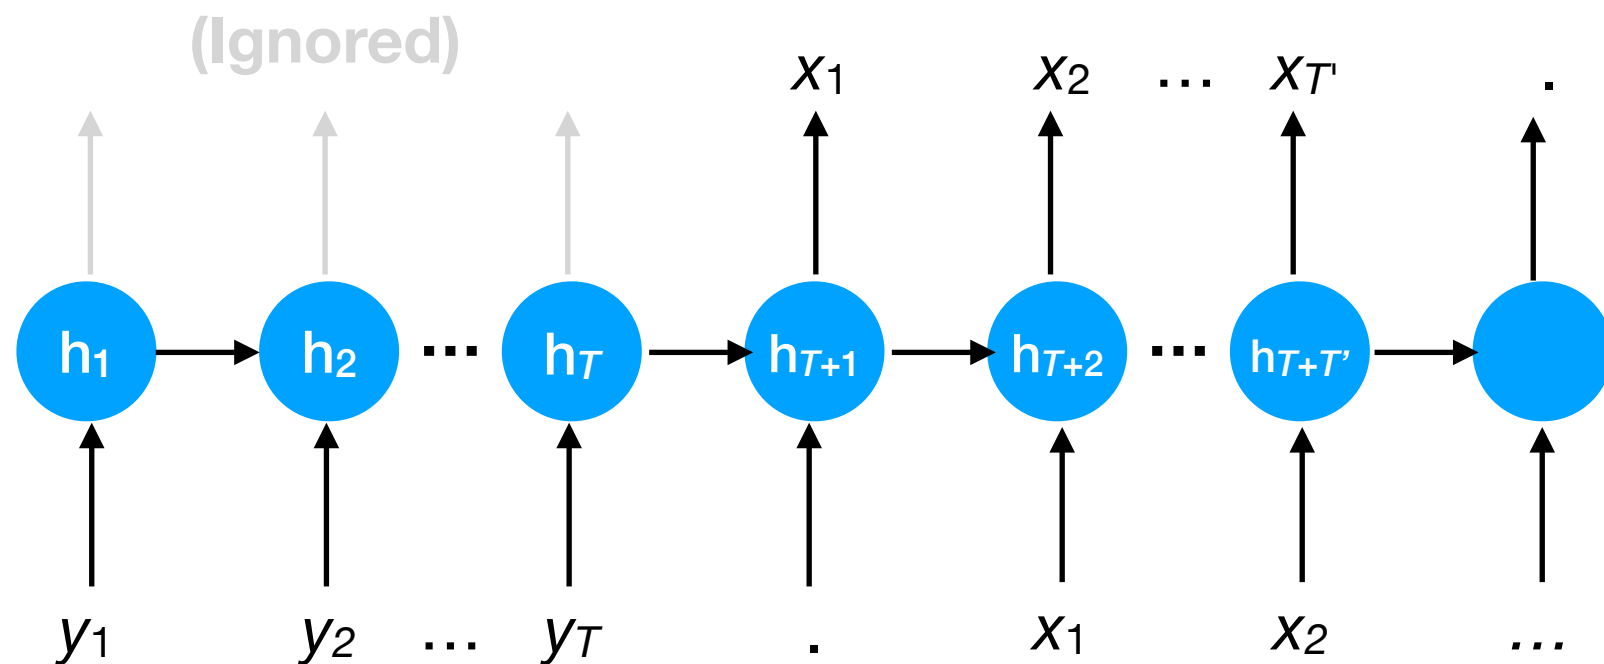 (Ignored)
x1 x2 ... xT' .
h1 h2 ... hT hT+1 hT+2 ... hT+T'
y1 y2 ... yT . x1 x2 ...